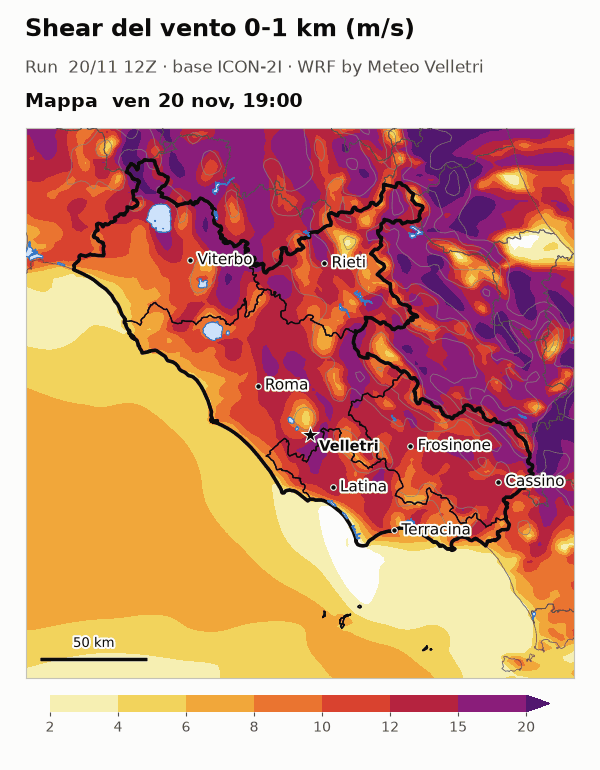 Shear del vento 0-1 km (m/s)
Run  20/11 12Z · base ICON-2I · WRF by Meteo Velletri
Mappa  ven 20 nov, 19:00
Viterbo
Rieti
Roma
Velletri
Frosinone
Cassino
Latina
Terracina
50 km
2 4 6 8 10 12 15 20